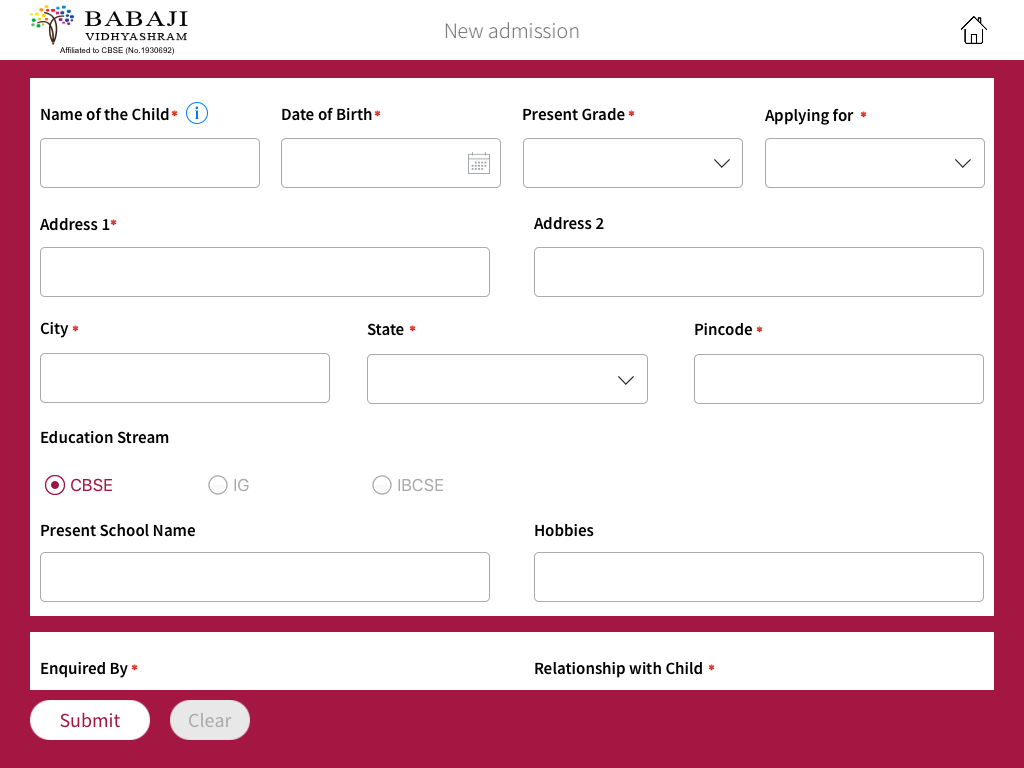 BABAJI
VIDHYASHRAM
Affiliated to CBSE (No.1930692)
New admission
Name of the Child* i
Date of Birth*
Present Grade *
Applying for *
Address 1*
Address 2
City *
State *
Pincode *
Education Stream
CBSE
IG
IBCSE
Present School Name
Hobbies
Enquired By *
Relationship with Child *
Submit
Clear